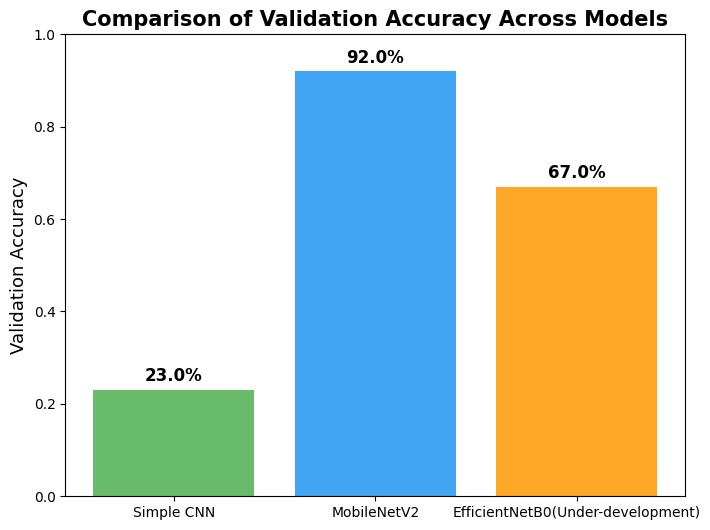 Comparison of Validation Accuracy Across Models
Validation Accuracy
1.0
0.8
0.6
0.4
0.2
0.0
23.0%
92.0%
67.0%
Simple CNN
MobileNetV2
EfficientNetB0(Under-development)